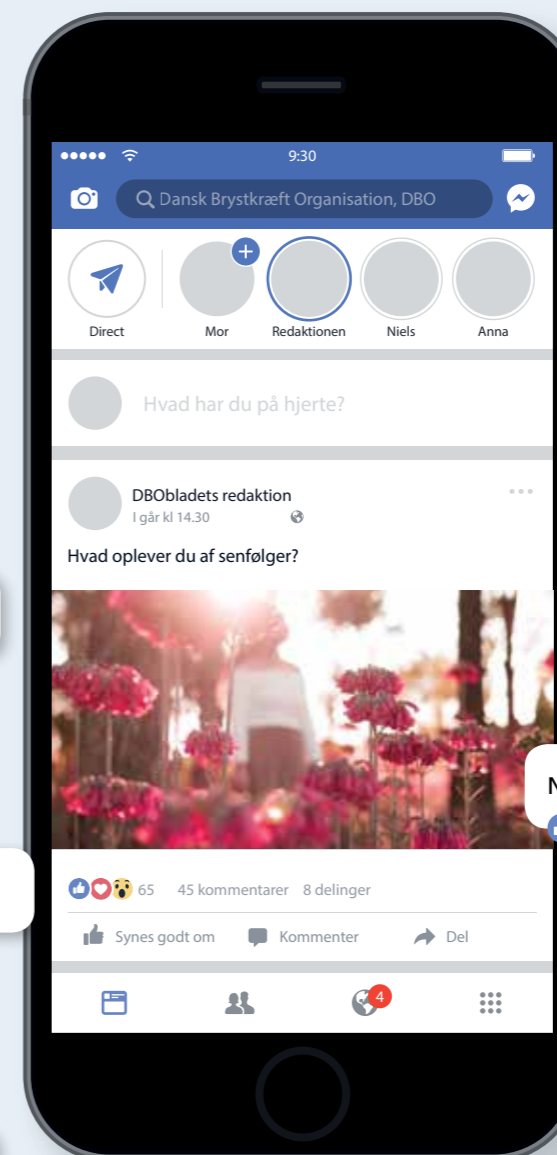 9:30
Dansk Brystkræft Organisation, DBO
Direct
Mor
Redaktionen
Niels
Anna
Hvad har du på hjerte?
DBObladets redaktion
I går kl 14.30
Hvad oplever du af senfølger?
65 45 kommentarer 8 delinger
Synes godt om Kommenter Del
4